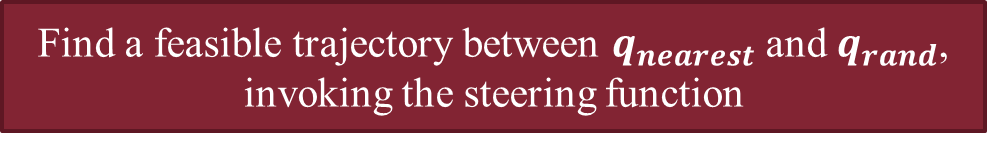 Find a feasible trajectory between q_nearest and q_rand,
invoking the steering function